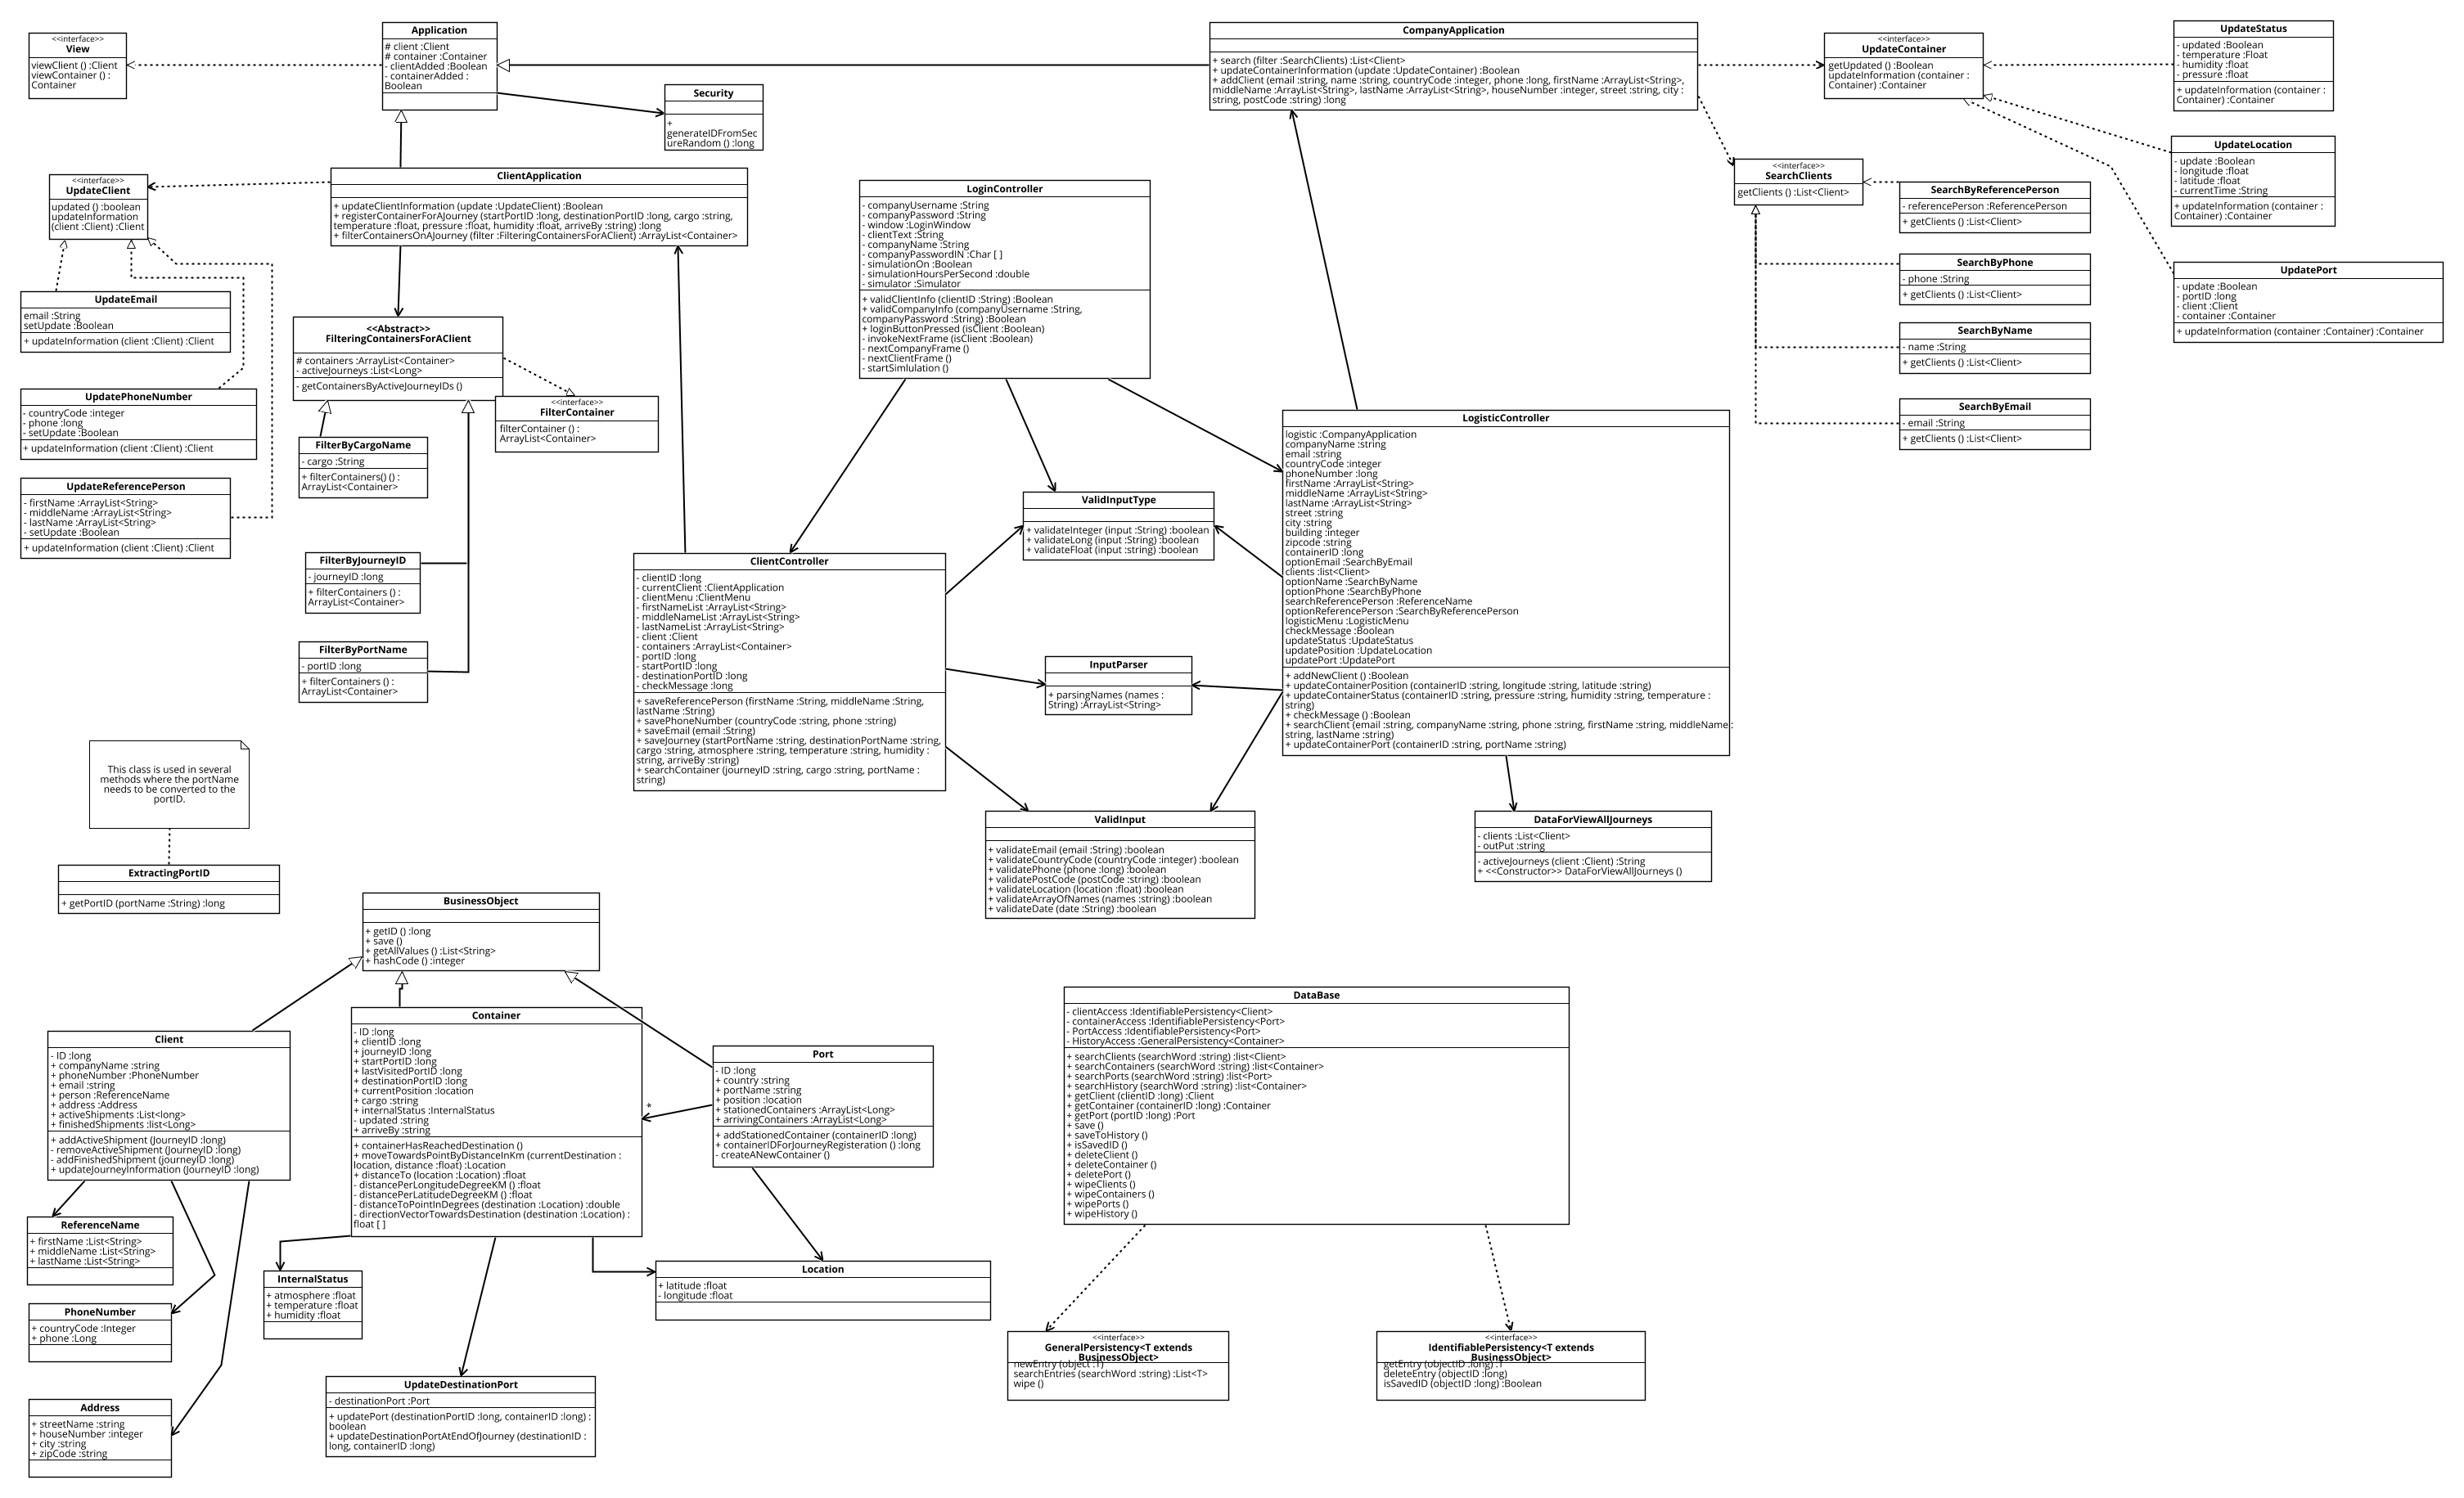 <<interface>>
View
viewClient () :Client
viewContainer () :
Container
Application
# client :Client
# container :Container
- clientAdded :Boolean
- containerAdded :
Boolean
Security
+
generateIDFromSec
ureRandom () :long
CompanyApplication
+ search (filter :SearchClients) :List<Client>
+ updateContainerInformation (update :UpdateContainer) :Boolean
+ addClient (email :string, name :string, countryCode :integer, phone :long, firstName :ArrayList<String>,
middleName :ArrayList<String>, lastName :ArrayList<String>, houseNumber :integer, street :string, city :
string, postCode :string) :long
<<interface>>
UpdateContainer
getUpdated () :Boolean
updateInformation (container :
Container) :Container
UpdateStatus
- updated :Boolean
- temperature :Float
- humidity :float
- pressure :float
+ updateInformation (container :
Container) :Container
UpdateLocation
- update :Boolean
- longitude :float
- latitude :float
- currentTime :String
+ updateInformation (container :
Container) :Container
<<interface>>
SearchClients
getClients () :List<Client>
SearchByReferencePerson
- referencePerson :ReferencePerson
+ getClients () :List<Client>
SearchByPhone
- phone :String
+ getClients () :List<Client>
SearchByName
- name :String
+ getClients () :List<Client>
SearchByEmail
- email :String
+ getClients () :List<Client>
UpdatePort
- update :Boolean
- portID :long
- client :Client
- container :Container
+ updateInformation (container :Container) :Container
<<interface>>
UpdateClient
updated () :boolean
updateInformation
(client :Client) :Client
ClientApplication
+ updateClientInformation (update :UpdateClient) :Boolean
+ registerContainerForAJourney (startPortID :long, destinationPortID :long, cargo :string,
temperature :float, pressure :float, humidity :float, arriveBy :string) :long
+ filterContainersOnAJourney (filter :FilteringContainersForAClient) :ArrayList<Container>
LoginController
- companyUsername :String
- companyPassword :String
- window :LoginWindow
- clientText :String
- companyName :String
- companyPasswordIN :Char [ ]
- simulationOn :Boolean
- simulationHoursPerSecond :double
- simulator :Simulator
+ validClientInfo (clientID :String) :Boolean
+ validCompanyInfo (companyUsername :String,
companyPassword :String) :Boolean
+ loginButtonPressed (isClient :Boolean)
- invokeNextFrame (isClient :Boolean)
- nextCompanyFrame ()
- nextClientFrame ()
- startSimlulation ()
UpdateEmail
email :String
setUpdate :Boolean
+ updateInformation (client :Client) :Client
UpdatePhoneNumber
- countryCode :integer
- phone :long
- setUpdate :Boolean
+ updateInformation (client :Client) :Client
UpdateReferencePerson
- firstName :ArrayList<String>
- middleName :ArrayList<String>
- lastName :ArrayList<String>
- setUpdate :Boolean
+ updateInformation (client :Client) :Client
<<Abstract>>
FilteringContainersForAClient
# containers :ArrayList<Container>
- activeJourneys :List<Long>
- getContainersByActiveJourneyIDs ()
<<interface>>
FilterContainer
filterContainer () :
ArrayList<Container>
FilterByCargoName
- cargo :String
+ filterContainers() () :
ArrayList<Container>
FilterByJourneyID
- journeyID :long
+ filterContainers () :
ArrayList<Container>
FilterByPortName
- portID :long
+ filterContainers () :
ArrayList<Container>
ClientController
- clientID :long
- currentClient :ClientApplication
- clientMenu :ClientMenu
- firstNameList :ArrayList<String>
- middleNameList :ArrayList<String>
- lastNameList :ArrayList<String>
- client :Client
- containers :ArrayList<Container>
- portID :long
- startPortID :long
- destinationPortID :long
- checkMessage :long
+ saveReferencePerson (firstName :String, middleName :String,
lastName :String)
+ savePhoneNumber (countryCode :string, phone :string)
+ saveEmail (email :String)
+ saveJourney (startPortName :string, destinationPortName :string,
cargo :string, atmosphere :string, temperature :string, humidity :
string, arriveBy :string)
+ searchContainer (journeyID :string, cargo :string, portName :
string)
ValidInputType
+ validateInteger (input :String) :boolean
+ validateLong (input :String) :boolean
+ validateFloat (input :string) :boolean
InputParser
+ parsingNames (names :
String) :ArrayList<String>
LogisticController
logistic :CompanyApplication
companyName :string
email :string
countryCode :integer
phoneNumber :long
firstName :ArrayList<String>
middleName :ArrayList<String>
lastName :ArrayList<String>
street :string
city :string
building :integer
zipcode :string
containerID :long
optionEmail :SearchByEmail
clients :list<Client>
optionName :SearchByName
optionPhone :SearchByPhone
searchReferencePerson :ReferenceName
optionReferencePerson :SearchByReferencePerson
logisticMenu :LogisticMenu
checkMessage :Boolean
updateStatus :UpdateStatus
updatePosition :UpdateLocation
updatePort :UpdatePort
+ addNewClient () :Boolean
+ updateContainerPosition (containerID :string, longitude :string, latitude :string)
+ updateContainerStatus (containerID :string, pressure :string, humidity :string, temperature :
string)
+ checkMessage () :Boolean
+ searchClient (email :string, companyName :string, phone :string, firstName :string, middleName :
string, lastName :string)
+ updateContainerPort (containerID :string, portName :string)
This class is used in several
methods where the portName
needs to be converted to the
portID.
ExtractingPortID
+ getPortID (portName :String) :long
ValidInput
+ validateEmail (email :String) :boolean
+ validateCountryCode (countryCode :integer) :boolean
+ validatePhone (phone :long) :boolean
+ validatePostCode (postCode :string) :boolean
+ validateLocation (location :float) :boolean
+ validateArrayOfNames (names :string) :boolean
+ validateDate (date :String) :boolean
DataForViewAllJourneys
- clients :List<Client>
- outPut :string
- activeJourneys (client :Client) :String
+ <<Constructor>> DataForViewAllJourneys ()
BusinessObject
+ getID () :long
+ save ()
+ getAllValues () :List<String>
+ hashCode () :integer
Client
- ID :long
+ companyName :string
+ phoneNumber :PhoneNumber
+ email :string
+ person :ReferenceName
+ address :Address
+ activeShipments :List<long>
+ finishedShipments :list<Long>
+ addActiveShipment (JourneyID :long)
- removeActiveShipment (JourneyID :long)
- addFinishedShipment (journeyID :long)
+ updateJourneyInformation (JourneyID :long)
Container
- ID :long
+ clientID :long
+ journeyID :long
+ startPortID :long
+ lastVisitedPortID :long
+ destinationPortID :long
+ currentPosition :location
+ cargo :string
+ internalStatus :InternalStatus
- updated :string
+ arriveBy :string
+ containerHasReachedDestination ()
+ moveTowardsPointByDistanceInKm (currentDestination :
location, distance :float) :Location
+ distanceTo (location :Location) :float
- distancePerLongitudeDegreeKM () :float
- distancePerLatitudeDegreeKM () :float
- distanceToPointInDegrees (destination :Location) :double
- directionVectorTowardsDestination (destination :Location) :
float [ ]
*
Port
- ID :long
+ country :string
+ portName :string
+ position :location
+ stationedContainers :ArrayList<Long>
+ arrivingContainers :ArrayList<Long>
+ addStationedContainer (containerID :long)
+ containerIDForJourneyRegisteration () :long
- createANewContainer ()
DataBase
- clientAccess :IdentifiablePersistency<Client>
- containerAccess :IdentifiablePersistency<Port>
- PortAccess :IdentifiablePersistency<Port>
- HistoryAccess :GeneralPersistency<Container>
+ searchClients (searchWord :string) :list<Client>
+ searchContainers (searchWord :string) :list<Container>
+ searchPorts (searchWord :string) :list<Port>
+ searchHistory (searchWord :string) :list<Container>
+ getClient (clientID :long) :Client
+ getContainer (containerID :long) :Container
+ getPort (portID :long) :Port
+ save ()
+ saveToHistory ()
+ isSavedID ()
+ deleteClient ()
+ deleteContainer ()
+ deletePort ()
+ wipeClients ()
+ wipeContainers ()
+ wipePorts ()
+ wipeHistory ()
ReferenceName
+ firstName :List<String>
+ middleName :List<String>
+ lastName :List<String>
PhoneNumber
+ countryCode :Integer
+ phone :Long
Address
+ streetName :string
+ houseNumber :integer
+ city :string
+ zipCode :string
InternalStatus
+ atmosphere :float
+ temperature :float
+ humidity :float
Location
+ latitude :float
- longitude :float
UpdateDestinationPort
- destinationPort :Port
+ updatePort (destinationPortID :long, containerID :long) :
boolean
+ updateDestinationPortAtEndOfJourney (destinationID :
long, containerID :long)
<<interface>>
GeneralPersistency<T extends
BusinessObject>
newEntry (object :T)
searchEntries (searchWord :string) :List<T>
wipe ()
<<interface>>
IdentifiablePersistency<T extends
BusinessObject>
getEntry (objectID :long) :T
deleteEntry (objectID :long)
isSavedID (objectID :long) :Boolean